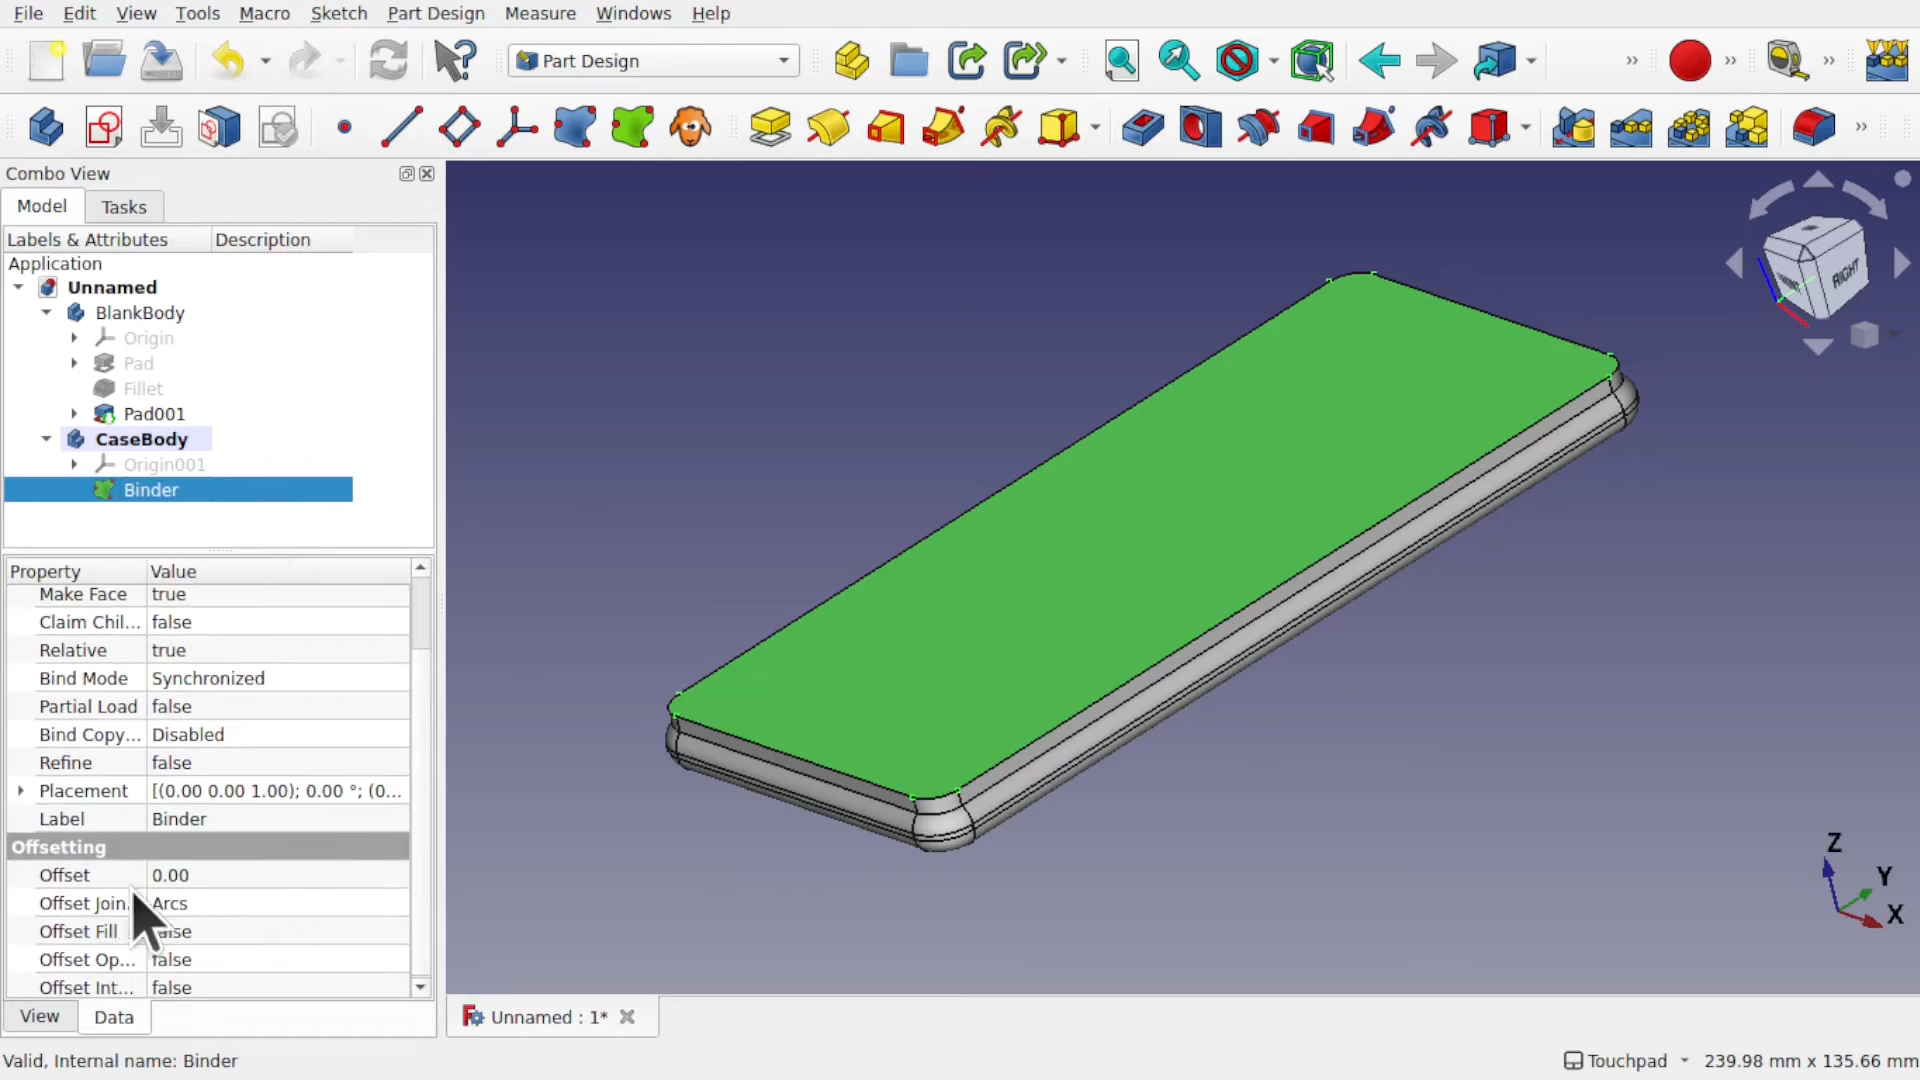 File Edit View Tools Macro Sketch Part Design Measure Windows Help
Part Design
Combo View
Model Tasks
Labels & Attributes Description
Application
Unnamed
BlankBody
Origin
Pad
Fillet
Pad001
CaseBody
Origin001
Binder
Property Value
Make Face true
Claim Chil... false
Relative true
Bind Mode Synchronized
Partial Load false
Bind Copy... Disabled
Refine false
Placement [(0.00 0.00 1.00); 0.00 °; (0...
Label Binder
Offsetting
Offset 0.00
Offset Join. Arcs
Offset Fill
Offset Op... false
Offset Int... false
View Data
RIGHT
Z
Y
X
Unnamed : 1*
Valid, Internal name: Binder
Touchpad 239.98 mm x 135.66 mm